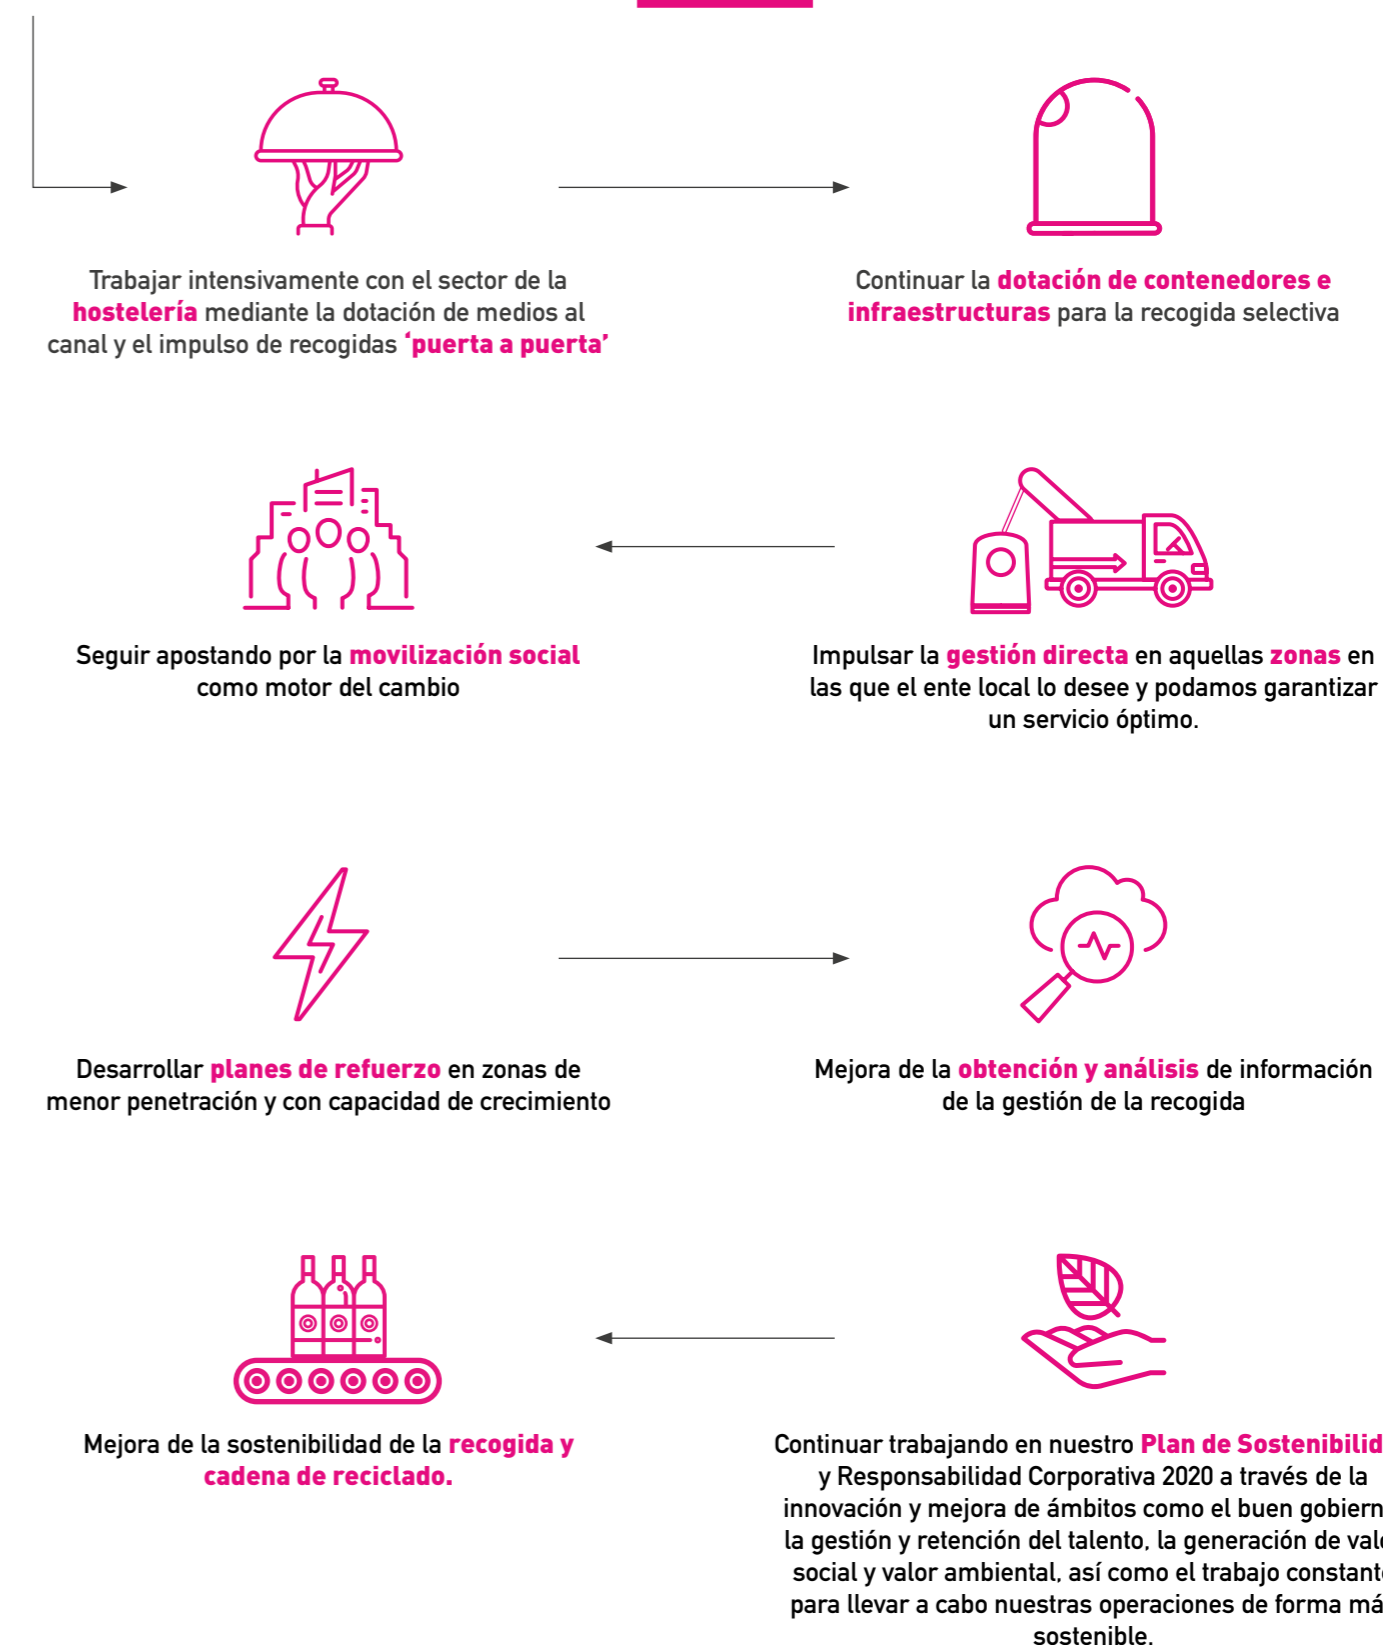 Trabajar intensivamente con el sector de la
hostelería mediante la dotación de medios al
canal y el impulso de recogidas ‘puerta a puerta’
Continuar la dotación de contenedores e
infraestructuras para la recogida selectiva
Seguir apostando por la movilización social
como motor del cambio
Impulsar la gestión directa en aquellas zonas en
las que el ente local lo desee y podamos garantizar
un servicio óptimo.
Desarrollar planes de refuerzo en zonas de
menor penetración y con capacidad de crecimiento
Mejora de la obtención y análisis de información
de la gestión de la recogida
Mejora de la sostenibilidad de la recogida y
cadena de reciclado.
Continuar trabajando en nuestro Plan de
y Responsabilidad Corporativa 2020 a través de la
innovación y mejora de ámbitos como el buen
la gestión y retención del talento, la generación de
social y valor ambiental, así como el trabajo
para llevar a cabo nuestras operaciones de forma
sostenible.